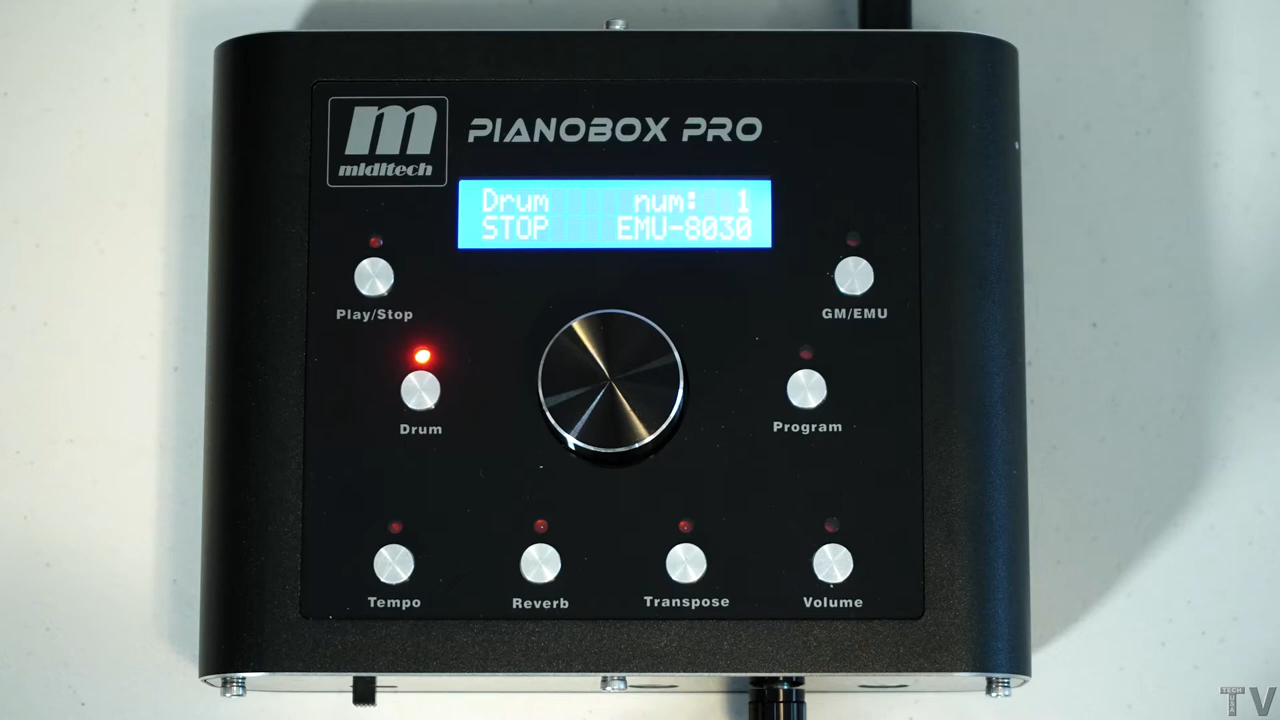 m
miditech
PIANOBOX PRO
Drum num: 1
STOP EMU-8030
Play/Stop
GM/EMU
Drum
Program
Tempo
Reverb
Transpose
Volume
TV